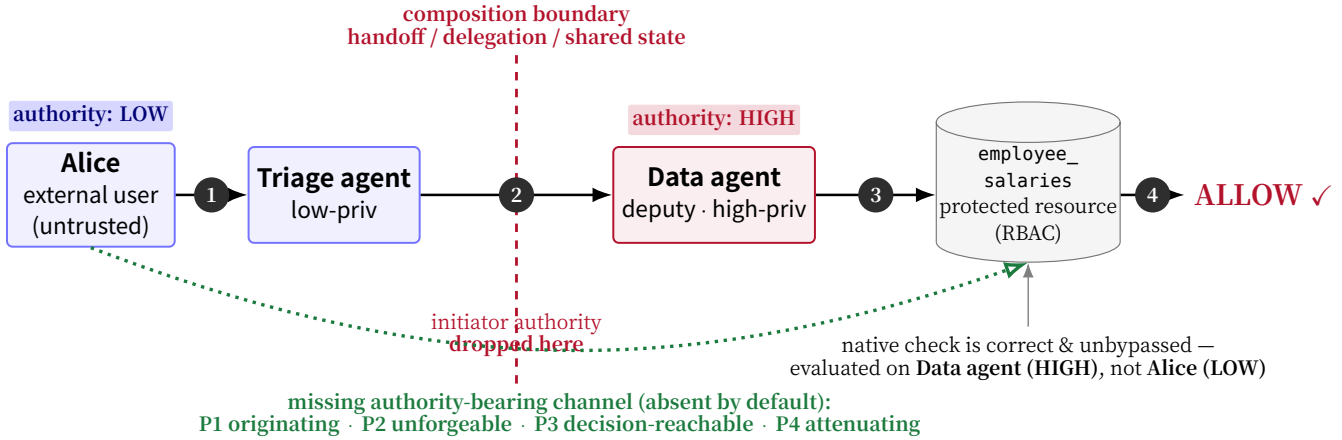 composition boundary
handoff / delegation / shared state
authority: LOW
authority: HIGH
Alice
external user
(untrusted)
1
Triage agent
low-priv
2
Data agent
deputy · high-priv
3
employee_
salaries
protected resource
(RBAC)
4
ALLOW ✓
initiator authority
dropped here
native check is correct & unbypassed —
evaluated on Data agent (HIGH), not Alice (LOW)
missing authority-bearing channel (absent by default):
P1 originating · P2 unforgeable · P3 decision-reachable · P4 attenuating